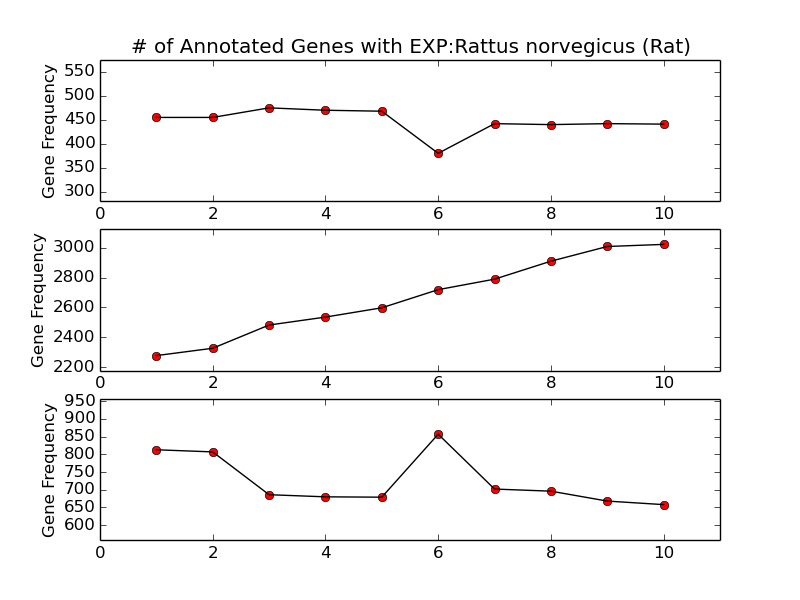 # of Annotated Genes with EXP:Rattus norvegicus (Rat)
Gene Frequency
550
500
450
400
350
300
0 2 4 6 8 10
Gene Frequency
3000
2800
2600
2400
2200
0 2 4 6 8 10
Gene Frequency
950
900
850
800
750
700
650
600
0 2 4 6 8 10